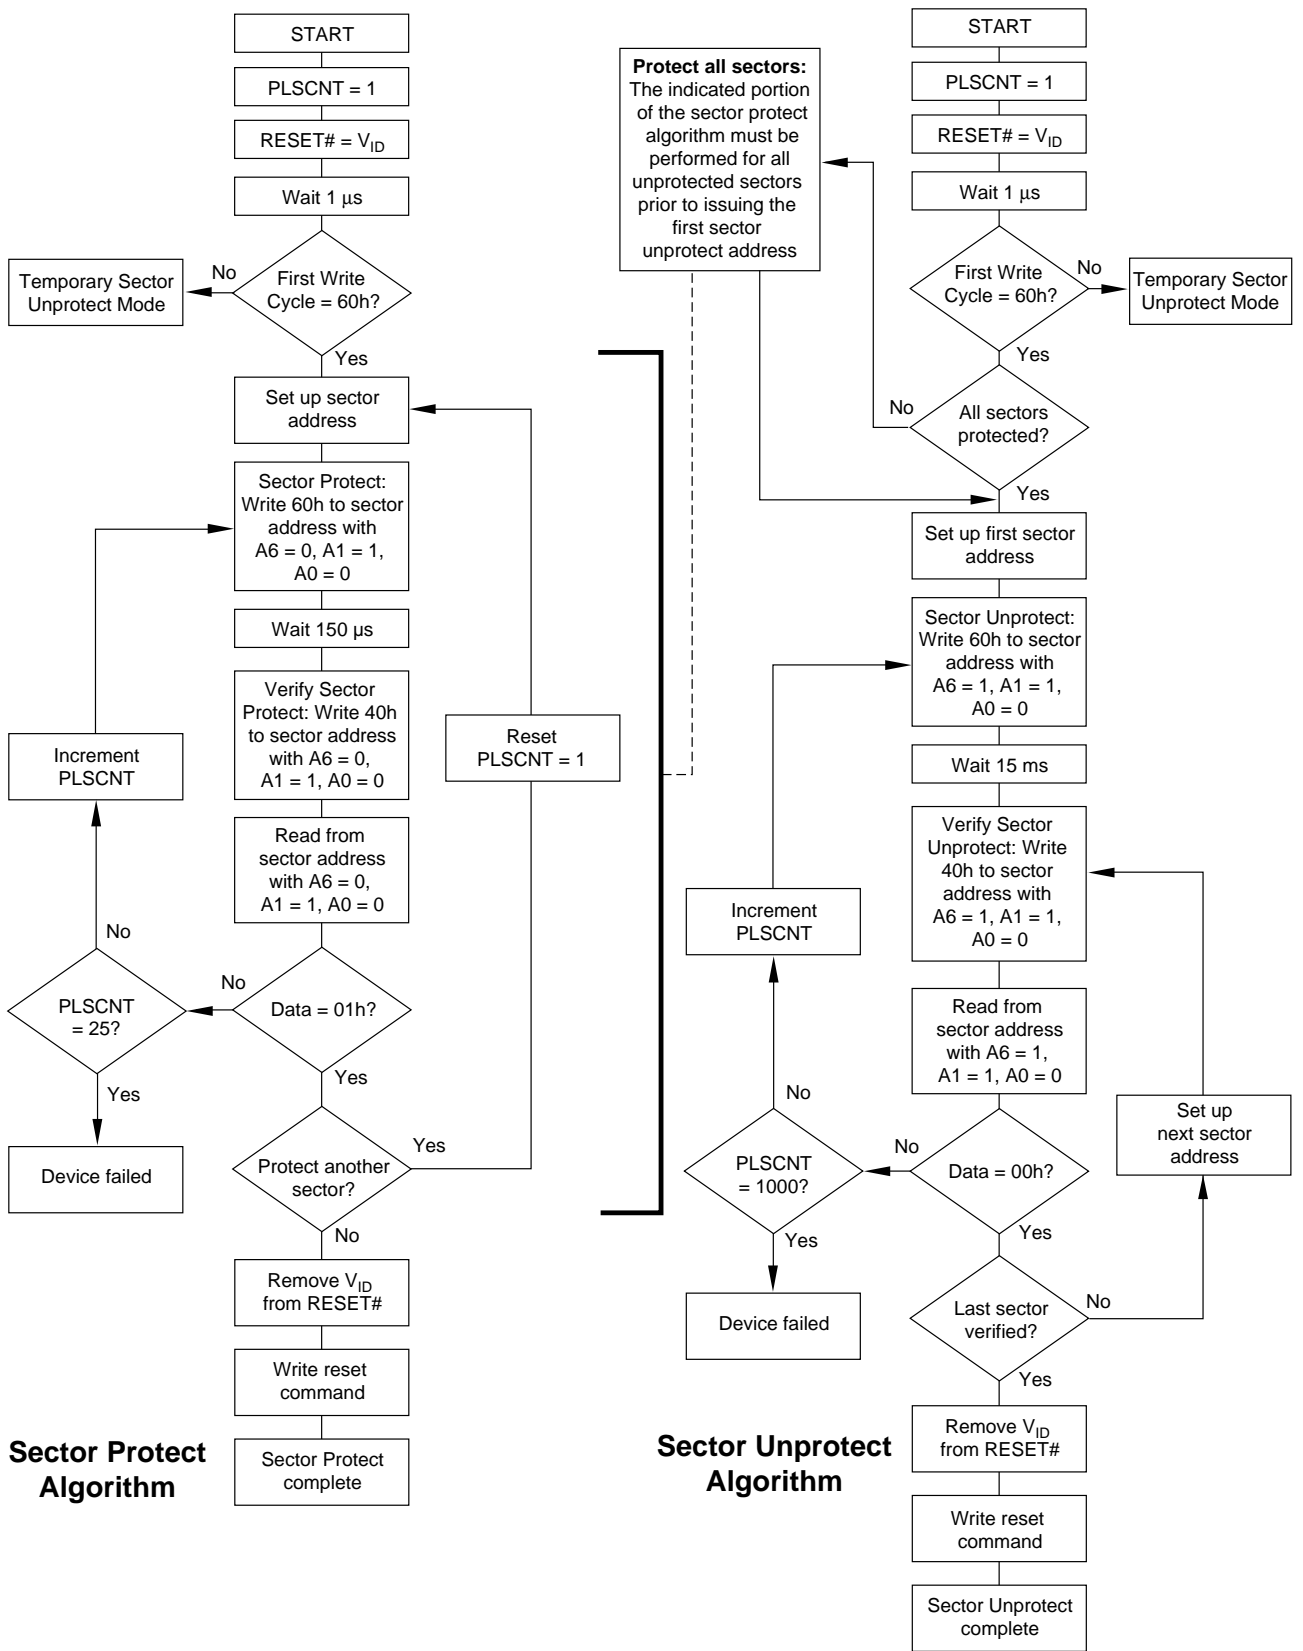 START
PLSCNT = 1
RESET# = VID
Wait 1 μs
First Write
Cycle = 60h?
No
Temporary Sector
Unprotect Mode
Yes
Set up sector
address
Sector Protect:
Write 60h to sector
address with
A6 = 0, A1 = 1,
A0 = 0
Wait 150 µs
Verify Sector
Protect: Write 40h
to sector address
with A6 = 0,
A1 = 1, A0 = 0
Read from
sector address
with A6 = 0,
A1 = 1, A0 = 0
Data = 01h?
No
PLSCNT
= 25?
No
Increment
PLSCNT
Yes
Device failed
Yes
Protect another
sector?
Yes
Reset
PLSCNT = 1
No
Remove VID
from RESET#
Write reset
command
Sector Protect
complete
Sector Protect
Algorithm
Protect all sectors:
The indicated portion
of the sector protect
algorithm must be
performed for all
unprotected sectors
prior to issuing the
first sector
unprotect address
START
PLSCNT = 1
RESET# = VID
Wait 1 μs
First Write
Cycle = 60h?
No
Temporary Sector
Unprotect Mode
Yes
All sectors
protected?
No
Yes
Set up first sector
address
Sector Unprotect:
Write 60h to sector
address with
A6 = 1, A1 = 1,
A0 = 0
Wait 15 ms
Verify Sector
Unprotect: Write
40h to sector
address with
A6 = 1, A1 = 1,
A0 = 0
Read from
sector address
with A6 = 1,
A1 = 1, A0 = 0
Data = 00h?
No
PLSCNT
= 1000?
No
Increment
PLSCNT
Yes
Device failed
Yes
Last sector
verified?
No
Set up
next sector
address
Yes
Remove VID
from RESET#
Write reset
command
Sector Unprotect
complete
Sector Unprotect
Algorithm